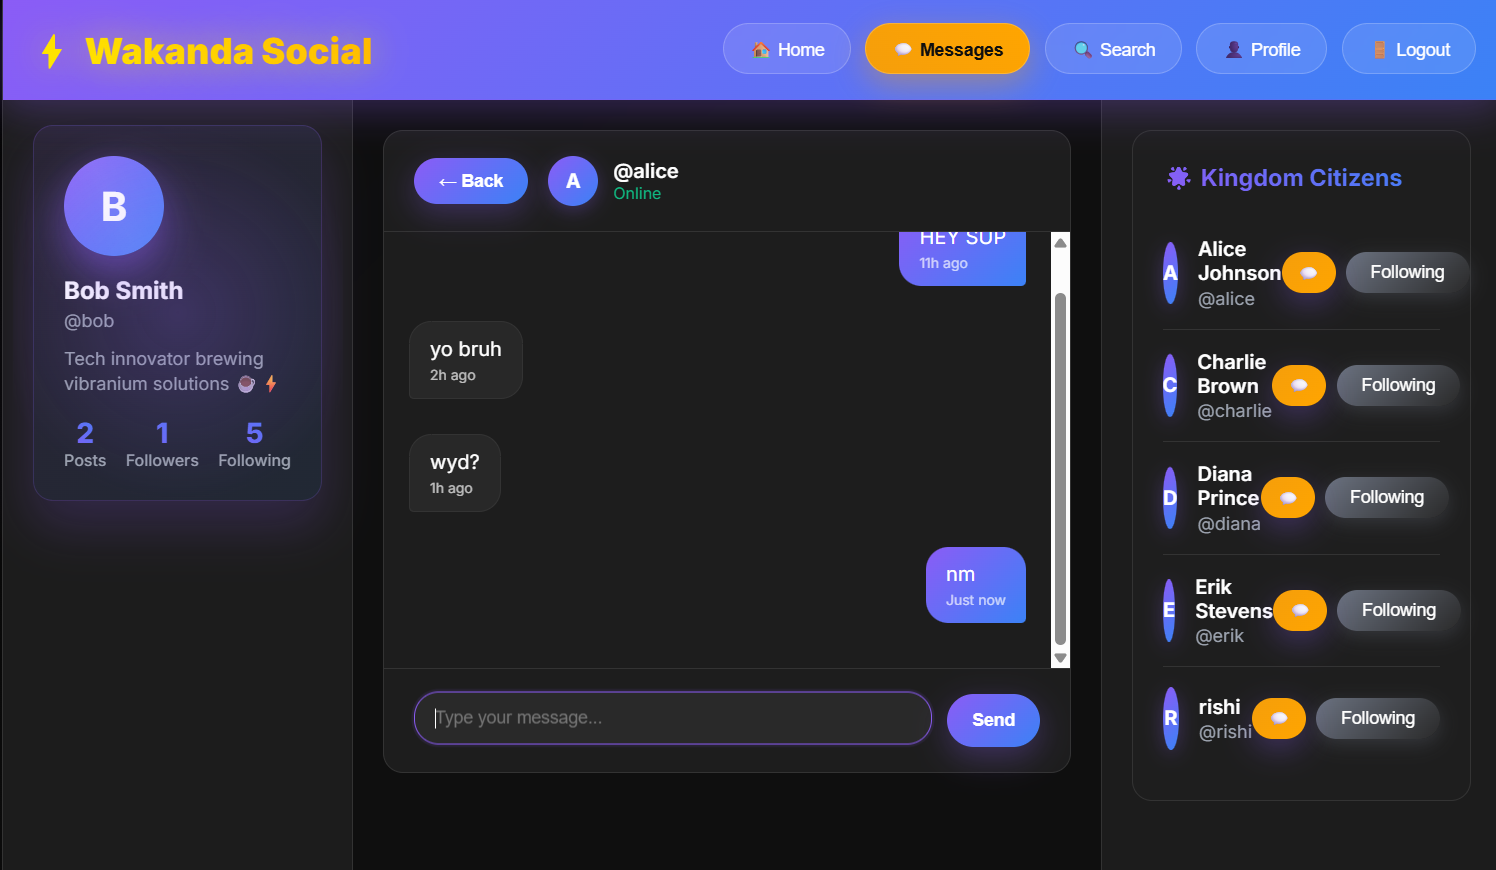 Wakanda Social
Home
Messages
Search
Profile
Logout
B
Bob Smith
@bob
Tech innovator brewing
vibranium solutions ☕ ⚡
2 1 5
Posts Followers Following
← Back
A
@alice
Online
HEY SUP
11h ago
yo bruh
2h ago
wyd?
1h ago
nm
Just now
Type your message...
Send
Kingdom Citizens
A
Alice
Johnson
@alice
Following
C
Charlie
Brown
@charlie
Following
D
Diana
Prince
@diana
Following
E
Erik
Stevens
@erik
Following
R
rishi
@rishi
Following